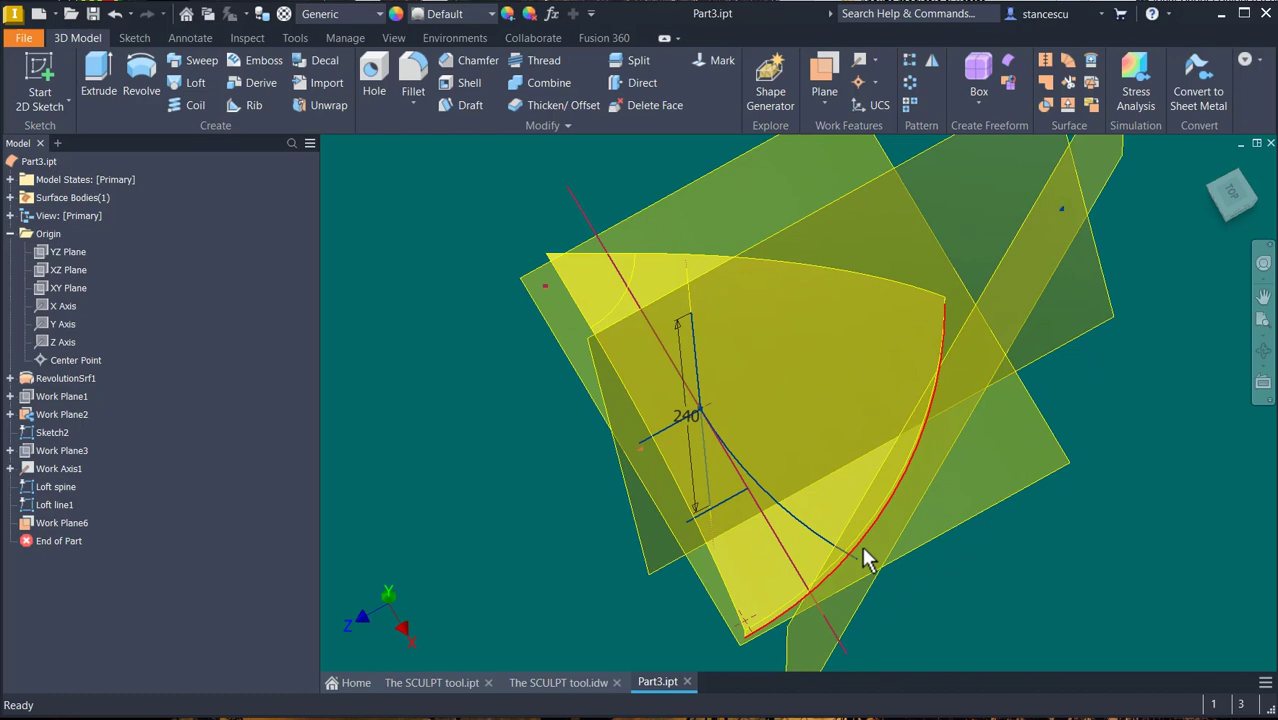 Generic
Default
fx
Part3.ipt
Search Help & Commands...
stancescu
File
3D Model
Sketch
Annotate
Inspect
Tools
Manage
View
Environments
Collaborate
Fusion 360
Start
2D Sketch
Extrude
Revolve
Sweep
Loft
Coil
Emboss
Derive
Rib
Decal
Import
Unwrap
Hole
Fillet
Chamfer
Shell
Draft
Thread
Combine
Thicken/ Offset
Split
Direct
Delete Face
Mark
Shape
Generator
Plane
UCS
Box
Stress
Analysis
Convert to
Sheet Metal
Sketch
Create
Modify
Explore
Work Features
Pattern
Create Freeform
Surface
Simulation
Convert
Model
Part3.ipt
Model States: [Primary]
Surface Bodies(1)
View: [Primary]
Origin
YZ Plane
XZ Plane
XY Plane
X Axis
Y Axis
Z Axis
Center Point
RevolutionSrf1
Work Plane1
Work Plane2
Sketch2
Work Plane3
Work Axis1
Loft spine
Loft line1
Work Plane6
End of Part
TOP
240
Y
Z
X
Home
The SCULPT tool.ipt
The SCULPT tool.idw
Part3.ipt
Ready
1
3